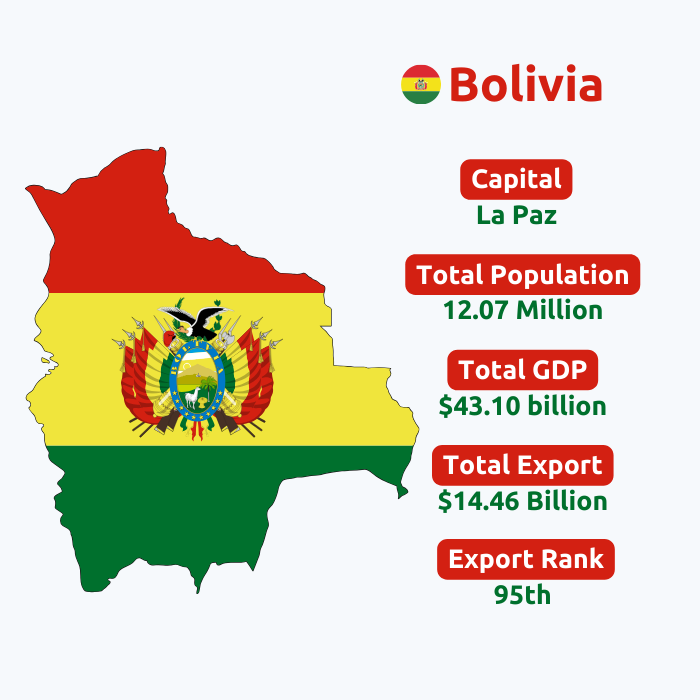 Bolivia
Capital
La Paz
Total Population
12.07 Million
Total GDP
$43.10 billion
Total Export
$14.46 Billion
Export Rank
95th